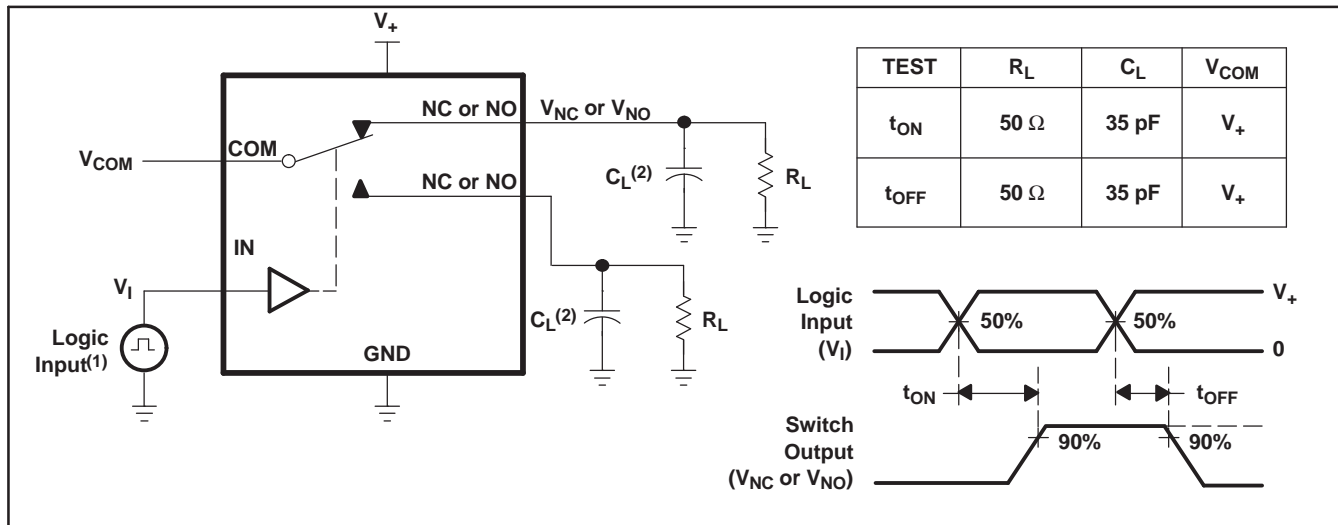 V+
NC or NO
VNC or VNO
COM
VCOM
CL(2)
RL
NC or NO
IN
VI
CL(2)
RL
Logic
Input(1)
GND
TEST RL CL VCOM
tON 50 Ω 35 pF V+
tOFF 50 Ω 35 pF V+
Logic
Input
(VI)
50%
50%
V+
0
tON
tOFF
Switch
Output
(VNC or VNO)
90%
90%